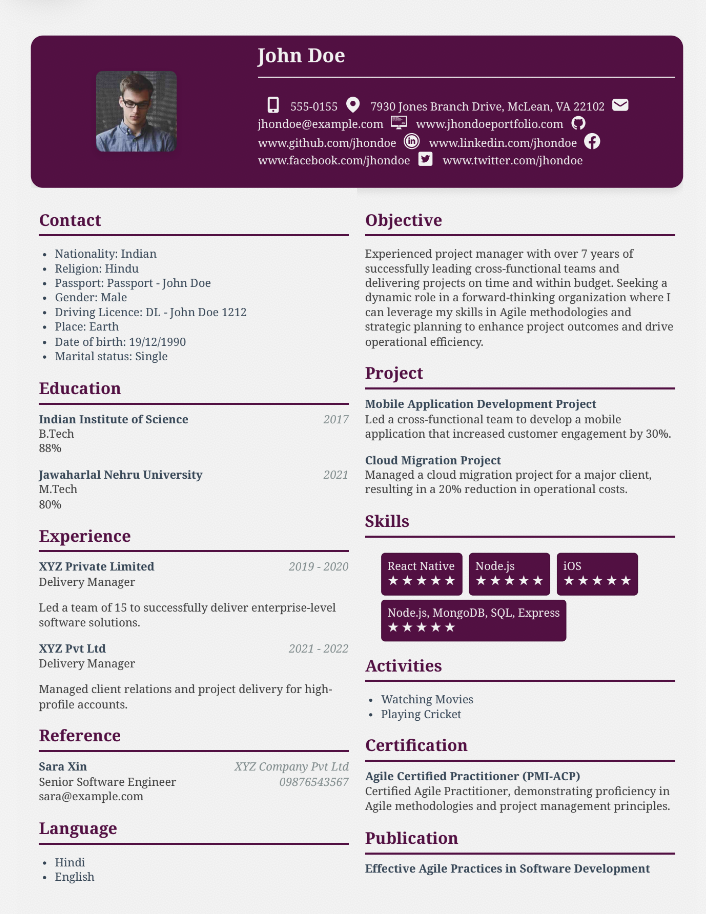 John Doe
555-0155 7930 Jones Branch Drive, McLean, VA 22102
jhondoe@example.com www.jhondoeportfolio.com
www.github.com/jhondoe www.linkedin.com/jhondoe
www.facebook.com/jhondoe www.twitter.com/jhondoe
Contact
• Nationality: Indian
• Religion: Hindu
• Passport: Passport - John Doe
• Gender: Male
• Driving Licence: DL - John Doe 1212
• Place: Earth
• Date of birth: 19/12/1990
• Marital status: Single
Education
Indian Institute of Science 2017
B.Tech
88%
Jawaharlal Nehru University 2021
M.Tech
80%
Experience
XYZ Private Limited 2019 - 2020
Delivery Manager
Led a team of 15 to successfully deliver enterprise-level
software solutions.
XYZ Pvt Ltd 2021 - 2022
Delivery Manager
Managed client relations and project delivery for high-
profile accounts.
Reference
Sara Xin XYZ Company Pvt Ltd
Senior Software Engineer 09876543567
sara@example.com
Language
• Hindi
• English
Objective
Experienced project manager with over 7 years of
successfully leading cross-functional teams and
delivering projects on time and within budget. Seeking a
dynamic role in a forward-thinking organization where I
can leverage my skills in Agile methodologies and
strategic planning to enhance project outcomes and drive
operational efficiency.
Project
Mobile Application Development Project
Led a cross-functional team to develop a mobile
application that increased customer engagement by 30%.
Cloud Migration Project
Managed a cloud migration project for a major client,
resulting in a 20% reduction in operational costs.
Skills
React Native Node.js iOS
★★★★★ ★★★★★ ★★★★★
Node.js, MongoDB, SQL, Express
★★★★★
Activities
• Watching Movies
• Playing Cricket
Certification
Agile Certified Practitioner (PMI-ACP)
Certified Agile Practitioner, demonstrating proficiency in
Agile methodologies and project management principles.
Publication
Effective Agile Practices in Software Development